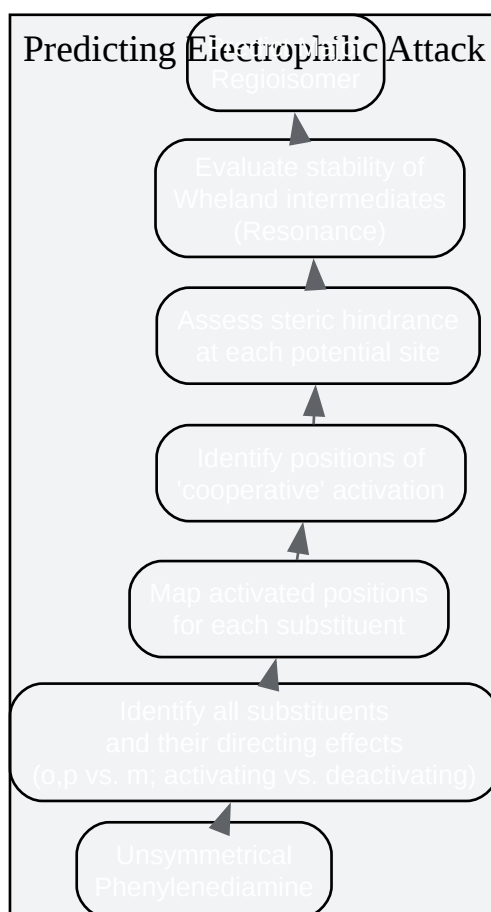 Predicting Electrophilic Attack
Predict Major
Regioisomer
Evaluate stability of
Wheland intermediates
(Resonance)
Assess steric hindrance
at each potential site
Identify positions of
'cooperative' activation
Map activated positions
for each substituent
Identify all substituents
and their directing effects
(o,p vs. m; activating vs. deactivating)
Unsymmetrical
Phenylenediamine